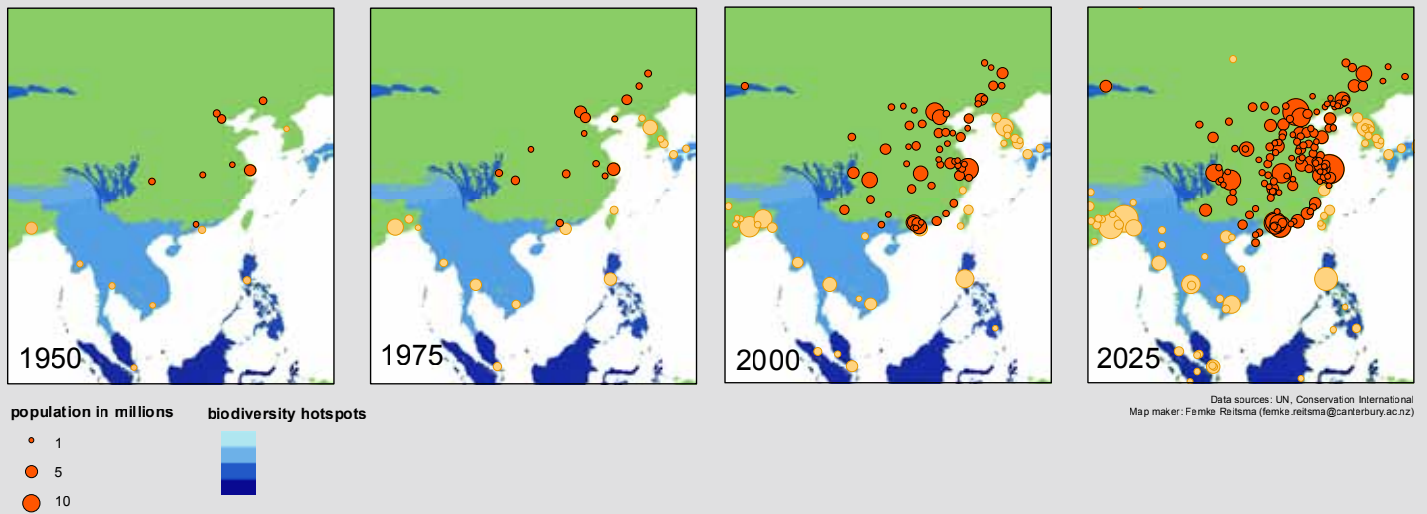 1950
1975
2000
2025
Data sources: UN, Conservation International
Map maker: Femke Reitsma (femke.reitsma@canterbury.ac.nz)
population in millions
biodiversity hotspots
1
5
10